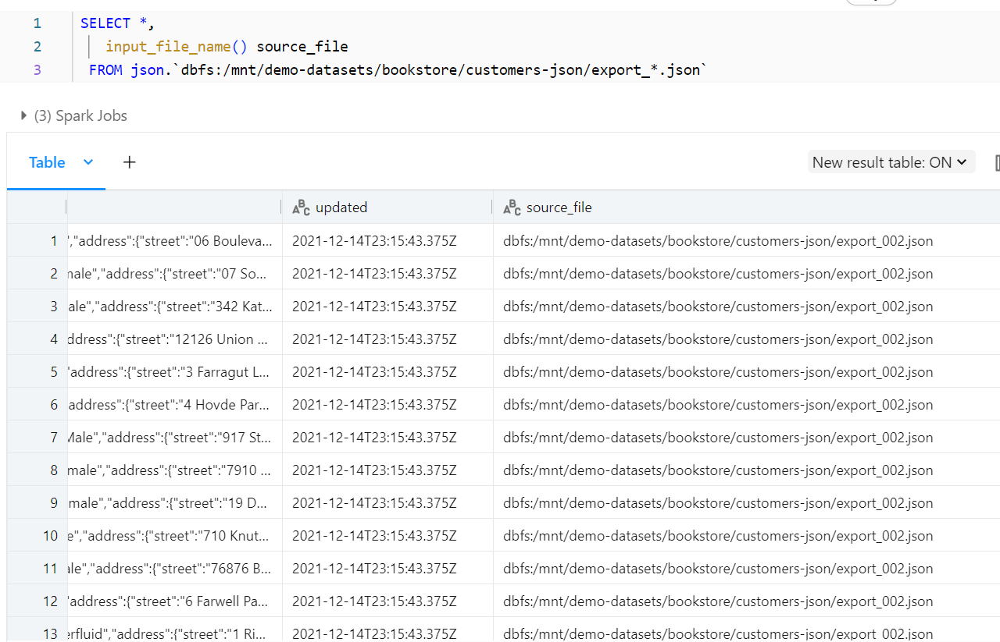 1 SELECT *,
2 input_file_name() source_file
3 FROM json.`dbfs:/mnt/demo-datasets/bookstore/customers-json/export_*.json`
(3) Spark Jobs
Table + New result table: ON
ABC updated ABC source_file
1 ","address":{"street":"06 Bouleva... 2021-12-14T23:15:43.375Z dbfs:/mnt/demo-datasets/bookstore/customers-json/export_002.json
2 male","address":{"street":"07 So... 2021-12-14T23:15:43.375Z dbfs:/mnt/demo-datasets/bookstore/customers-json/export_002.json
3 ale","address":{"street":"342 Kat... 2021-12-14T23:15:43.375Z dbfs:/mnt/demo-datasets/bookstore/customers-json/export_002.json
4 ddress":{"street":"12126 Union ... 2021-12-14T23:15:43.375Z dbfs:/mnt/demo-datasets/bookstore/customers-json/export_002.json
5 "address":{"street":"3 Farragut L... 2021-12-14T23:15:43.375Z dbfs:/mnt/demo-datasets/bookstore/customers-json/export_002.json
6 address":{"street":"4 Hovde Par... 2021-12-14T23:15:43.375Z dbfs:/mnt/demo-datasets/bookstore/customers-json/export_002.json
7 Male","address":{"street":"917 St... 2021-12-14T23:15:43.375Z dbfs:/mnt/demo-datasets/bookstore/customers-json/export_002.json
8 male","address":{"street":"7910 ... 2021-12-14T23:15:43.375Z dbfs:/mnt/demo-datasets/bookstore/customers-json/export_002.json
9 male","address":{"street":"19 D... 2021-12-14T23:15:43.375Z dbfs:/mnt/demo-datasets/bookstore/customers-json/export_002.json
10 e","address":{"street":"710 Knut... 2021-12-14T23:15:43.375Z dbfs:/mnt/demo-datasets/bookstore/customers-json/export_002.json
11 ale","address":{"street":"76876 B... 2021-12-14T23:15:43.375Z dbfs:/mnt/demo-datasets/bookstore/customers-json/export_002.json
12 "address":{"street":"6 Farwell Pa... 2021-12-14T23:15:43.375Z dbfs:/mnt/demo-datasets/bookstore/customers-json/export_002.json
13 erfluid","address":{"street":"1 Ri... 2021-12-14T23:15:43.375Z dbfs:/mnt/demo-datasets/bookstore/customers-json/export_002.json